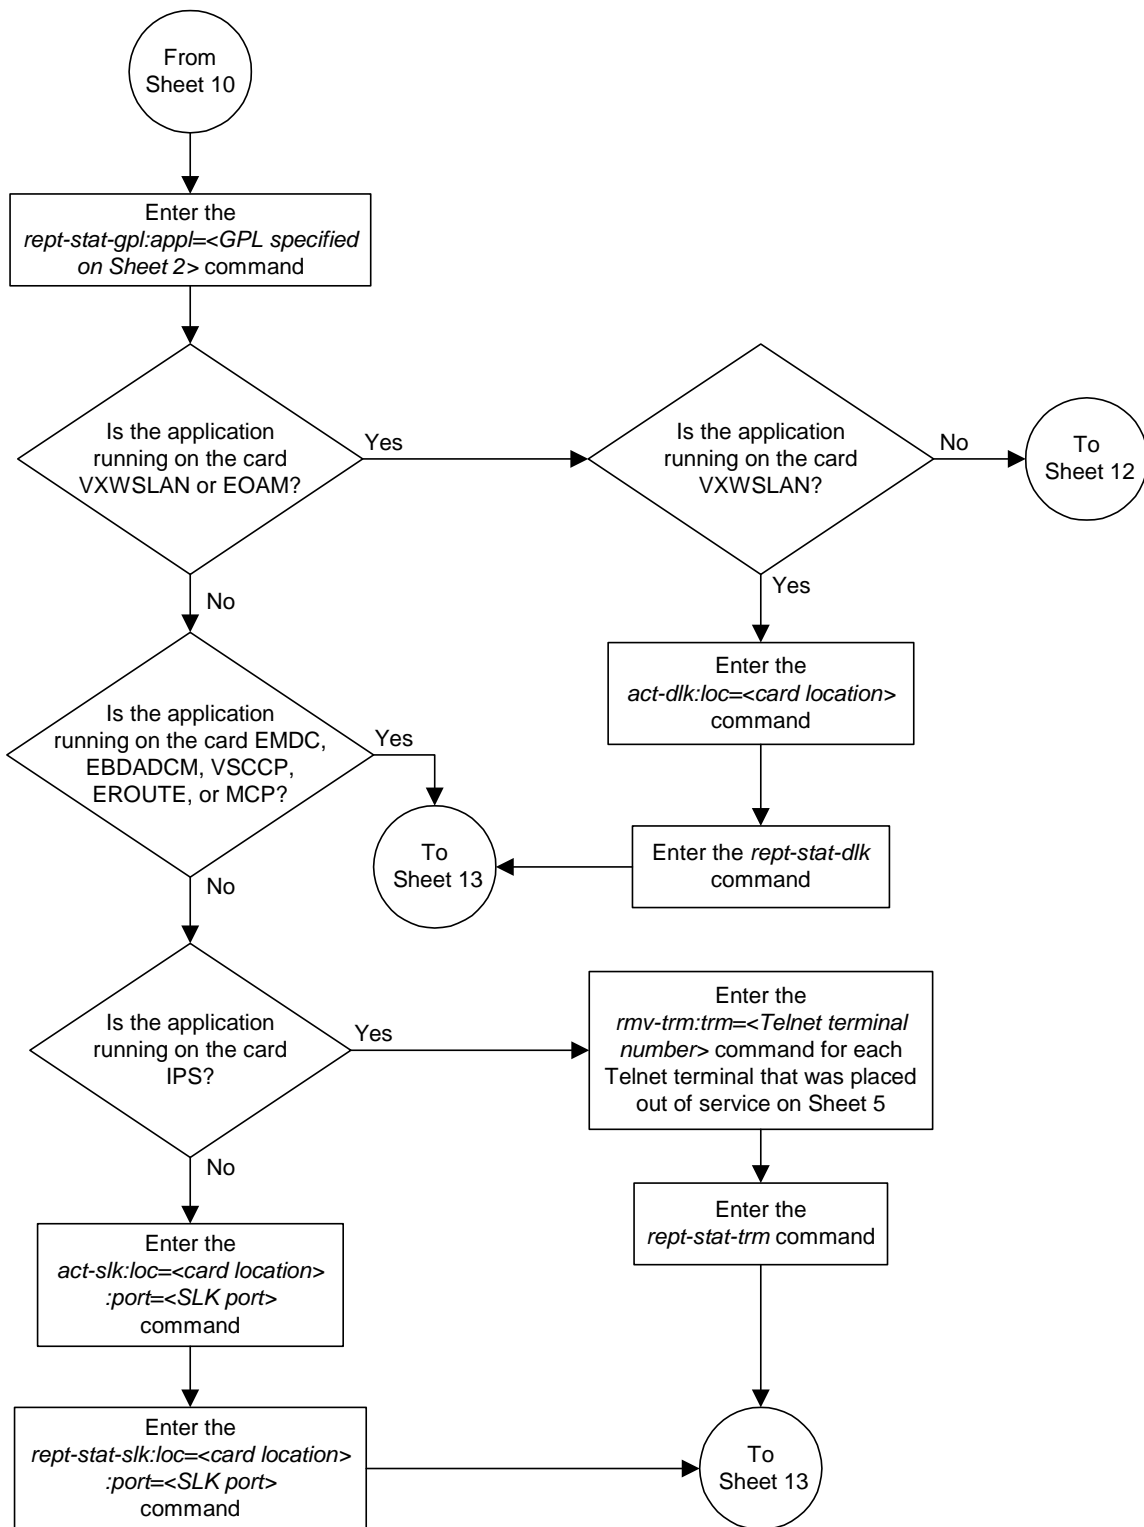 From
Sheet 10
Enter the
rept-stat-gpl:appl=<GPL specified
on Sheet 2> command
Is the application
running on the card
VXWSLAN or EOAM?
Yes
Is the application
running on the card
VXWSLAN?
No
To
Sheet 12
No
Yes
Enter the
act-dlk:loc=<card location>
command
Is the application
running on the card EMDC,
EBDADCM, VSCCP,
EROUTE, or MCP?
Yes
To
Sheet 13
Enter the rept-stat-dlk
command
No
Is the application
running on the card
IPS?
Yes
Enter the
rmv-trm:trm=<Telnet terminal
number> command for each
Telnet terminal that was placed
out of service on Sheet 5
No
Enter the
rept-stat-trm command
Enter the
act-slk:loc=<card location>
:port=<SLK port>
command
Enter the
rept-stat-slk:loc=<card location>
:port=<SLK port>
command
To
Sheet 13